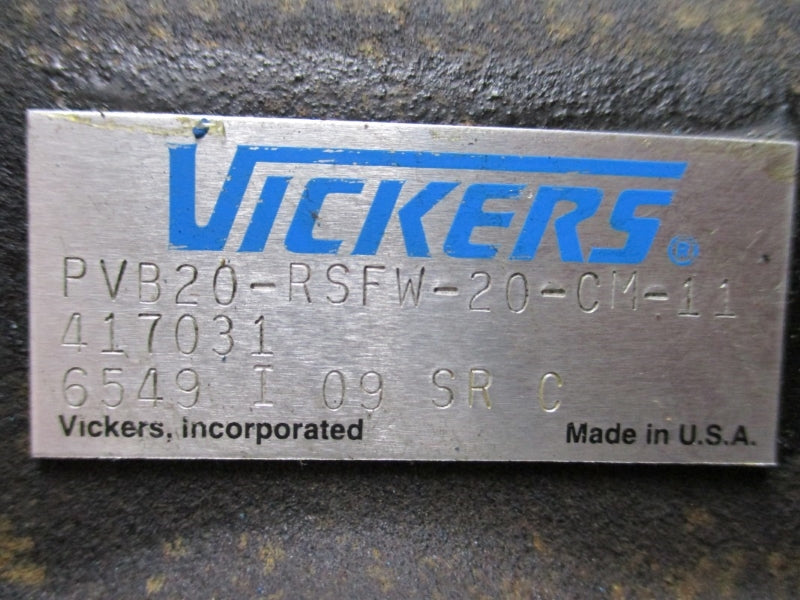 VICKERS®
PVB20-RSFW-20-CM-11
417031
6549 I 09 SR C
Vickers, Incorporated
Made in U.S.A.